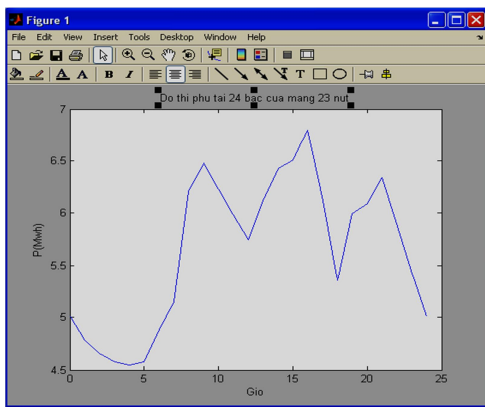 Figure 1
File Edit View Insert Tools Desktop Window Help
B I T
A A
Do thi phu tai 24 bac cua mang 23 nut
7
6.5
6
5.5
5
4.5
P(Mwh)
0 5 10 15 20 25
Gio